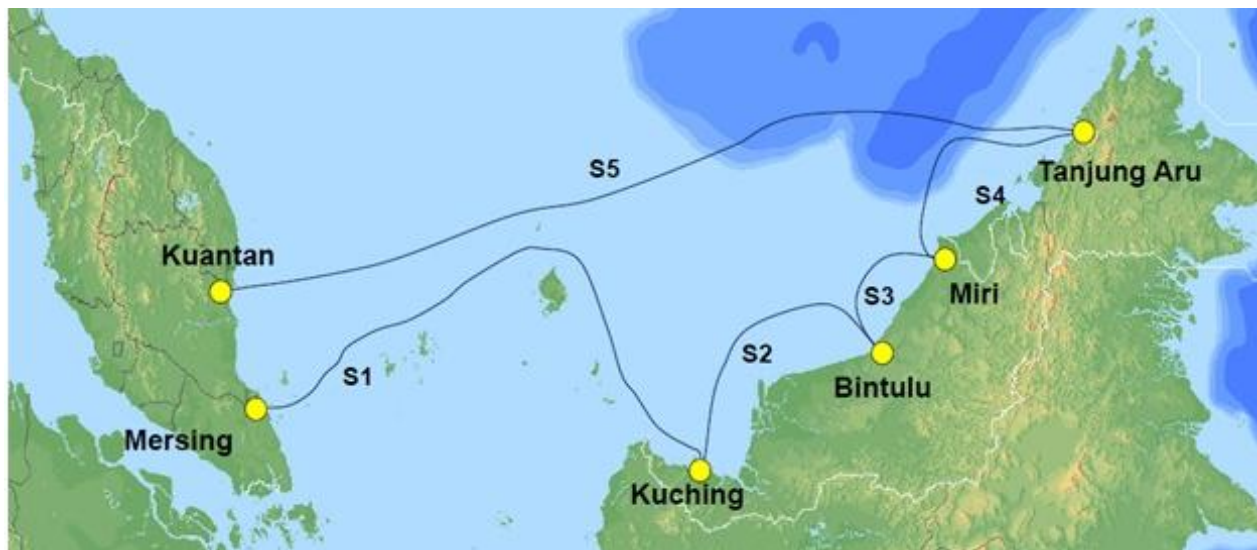 Tanjung Aru
S5
S4
Kuantan
Miri
S3
S2
S1
Bintulu
Mersing
Kuching